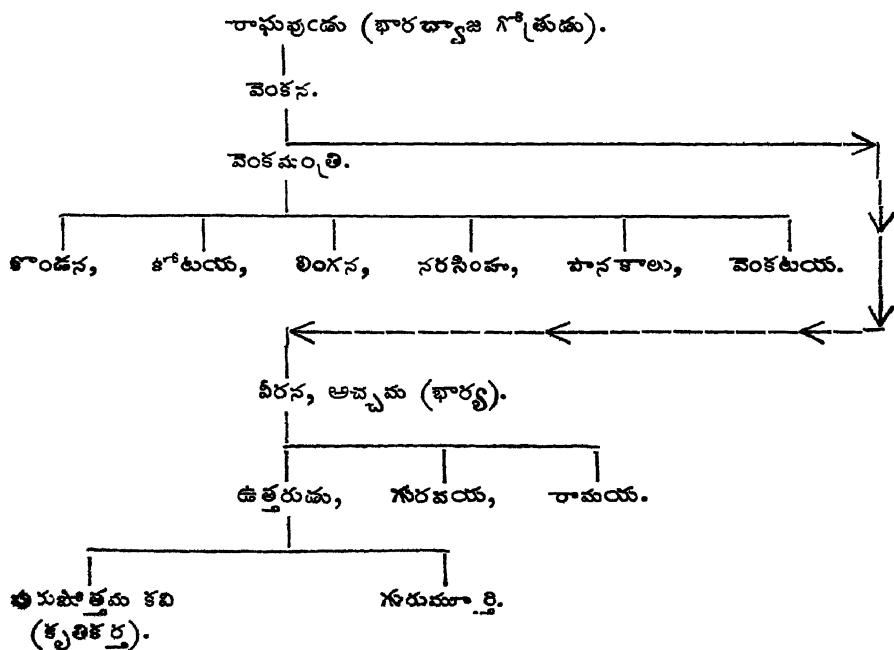 రాఘవుఁడు (భారద్వాజ గోత్రుడు).
వెంకన.
వెంకమంత్రి.
కొండన, కోటయ, లింగన, నరసింహ, పానకాలు, వెంకటయ.
వీరన, అచ్చమ (భార్య).
ఉత్తరుడు, గురవయ, రామయ.
పురుషోత్తమ కవి గురుమూర్తి.
(కృతికర్త).